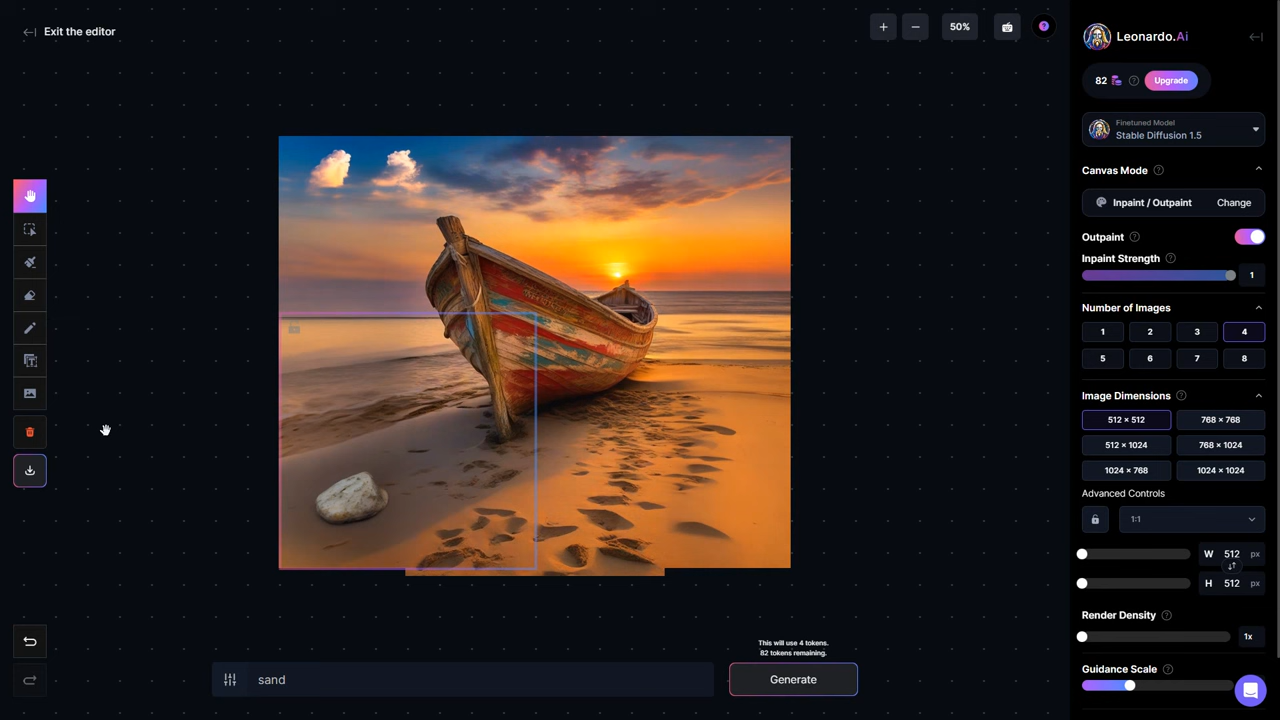 Exit the editor
50%
Leonardo.Ai
82
Upgrade
Finetuned Model
Stable Diffusion 1.5
Canvas Mode
Inpaint / Outpaint
Change
Outpaint
Inpaint Strength
1
Number of Images
1 2 3 4
5 6 7 8
Image Dimensions
512 × 512 768 × 768
512 × 1024 768 × 1024
1024 × 768 1024 × 1024
Advanced Controls
1:1
W 512 px
H 512 px
Render Density
1x
Guidance Scale
This will use 4 tokens.
82 tokens remaining.
sand
Generate